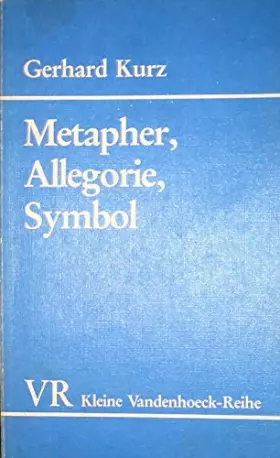 Gerhard Kurz
Metapher,
Allegorie,
Symbol
VR Kleine Vandenhoeck-Reihe